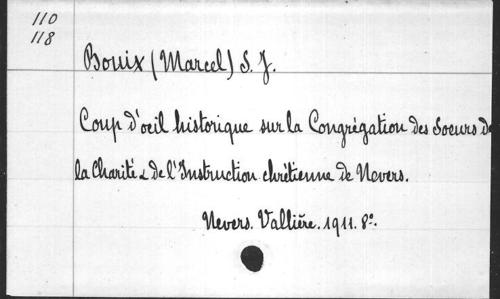 110
118
Bouix (Marcel) S. J.
Coup d'oeil historique sur la Congrégation des Soeurs de
la Charité & de l'Instruction chrétienne de Nevers.
Nevers. Vallière. 1911. 8º.